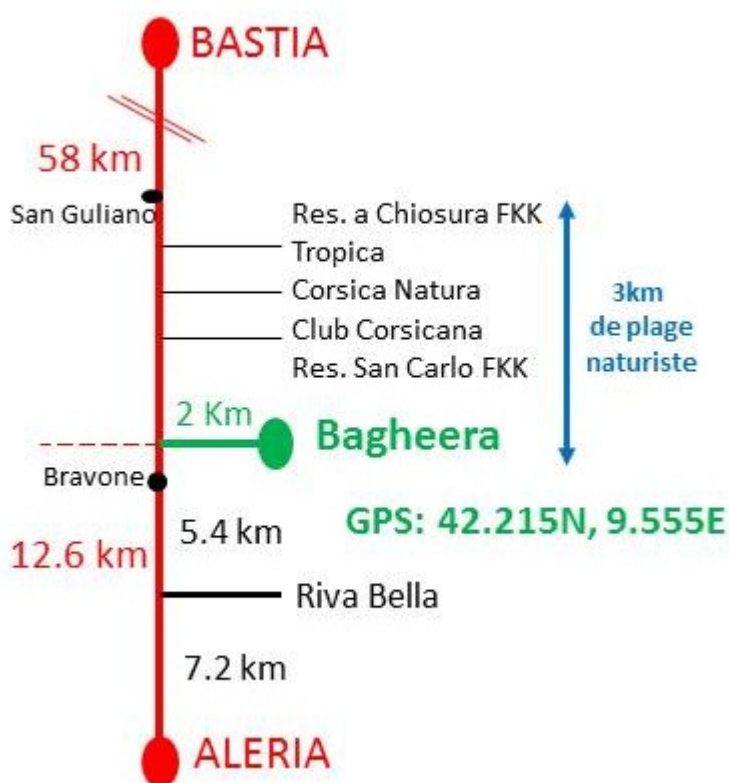 BASTIA
58 km
San Guliano
Res. a Chiosura FKK
Tropica
Corsica Natura
Club Corsicana
Res. San Carlo FKK
3km
de plage
naturiste
2 Km
Bagheera
Bravone
GPS: 42.215N, 9.555E
5.4 km
12.6 km
Riva Bella
7.2 km
ALERIA